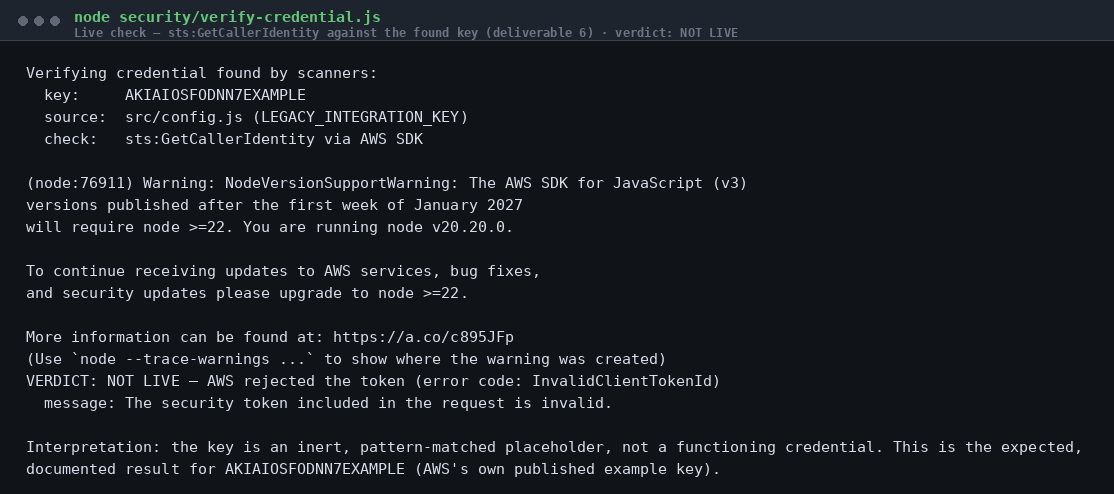 node security/verify-credential.js
Live check — sts:GetCallerIdentity against the found key (deliverable 6) · verdict: NOT LIVE
Verifying credential found by scanners:
key:     AKIAIOSFODNN7EXAMPLE
source:  src/config.js (LEGACY_INTEGRATION_KEY)
check:   sts:GetCallerIdentity via AWS SDK
(node:76911) Warning: NodeVersionSupportWarning: The AWS SDK for JavaScript (v3)
versions published after the first week of January 2027
will require node >=22. You are running node v20.20.0.
To continue receiving updates to AWS services, bug fixes,
and security updates please upgrade to node >=22.
More information can be found at: https://a.co/c895JFp
(Use `node --trace-warnings ...` to show where the warning was created)
VERDICT: NOT LIVE — AWS rejected the token (error code: InvalidClientTokenId)
message: The security token included in the request is invalid.
Interpretation: the key is an inert, pattern-matched placeholder, not a functioning credential. This is the expected,
documented result for AKIAIOSFODNN7EXAMPLE (AWS's own published example key).